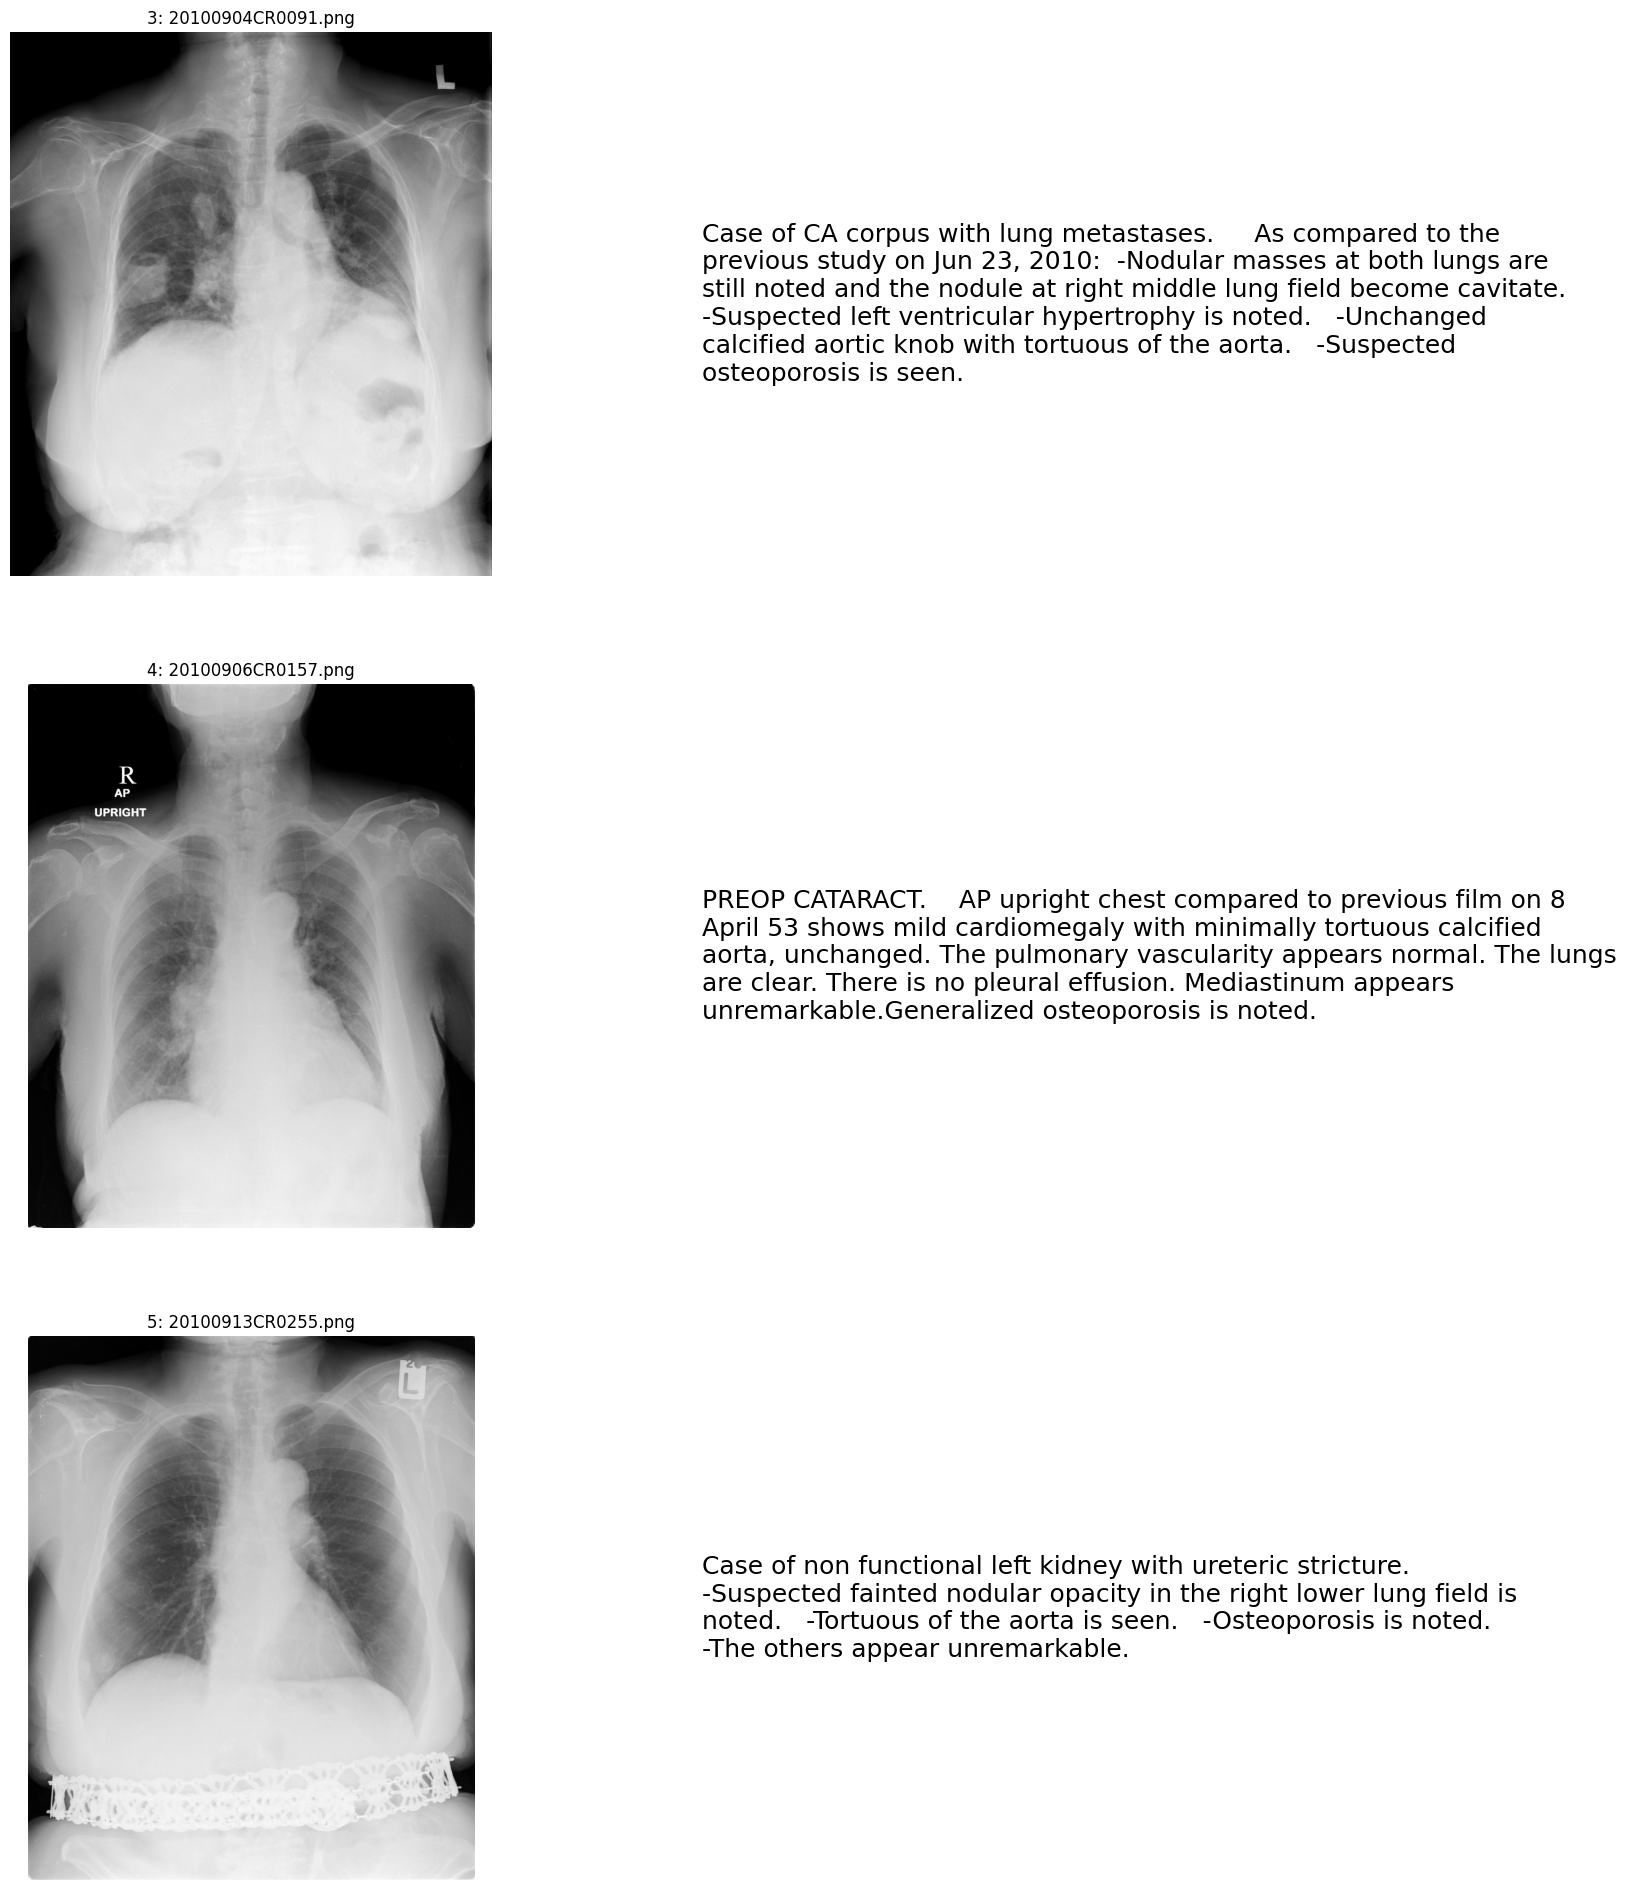 3: 20100904CR0091.png
L
Case of CA corpus with lung metastases.     As compared to the
previous study on Jun 23, 2010:  -Nodular masses at both lungs are
still noted and the nodule at right middle lung field become cavitate.
-Suspected left ventricular hypertrophy is noted.   -Unchanged
calcified aortic knob with tortuous of the aorta.   -Suspected
osteoporosis is seen.
4: 20100906CR0157.png
R
AP
UPRIGHT
PREOP CATARACT.    AP upright chest compared to previous film on 8
April 53 shows mild cardiomegaly with minimally tortuous calcified
aorta, unchanged. The pulmonary vascularity appears normal. The lungs
are clear. There is no pleural effusion. Mediastinum appears
unremarkable.Generalized osteoporosis is noted.
5: 20100913CR0255.png
L
Case of non functional left kidney with ureteric stricture.
-Suspected fainted nodular opacity in the right lower lung field is
noted.   -Tortuous of the aorta is seen.   -Osteoporosis is noted.
-The others appear unremarkable.